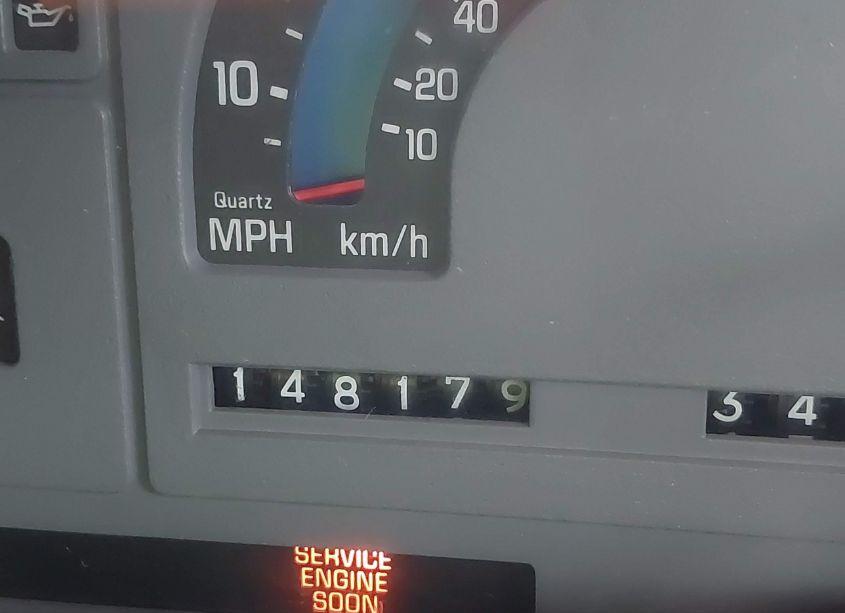 40
10
20
10
Quartz
MPH km/h
148179
34
SERVICE
ENGINE
SOON